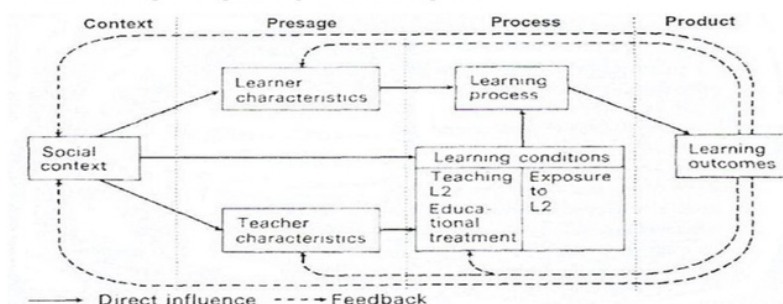 Context Presage Process Product
Learner
characteristics
Learning
process
Social
context
Learning conditions
Teaching
L2
Educa-
tional
treatment
Exposure
to
L2
Learning
outcomes
Teacher
characteristics
Direct influence Feedback